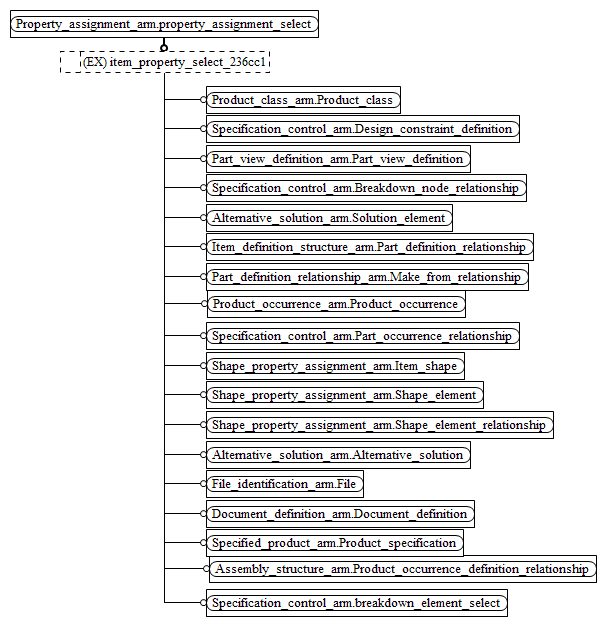 Property_assignment_arm.property_assignment_select
(EX) item_property_select_236cc1
Product_class_arm.Product_class
Specification_control_arm.Design_constraint_definition
Part_view_definition_arm.Part_view_definition
Specification_control_arm.Breakdown_node_relationship
Alternative_solution_arm.Solution_element
Item_definition_structure_arm.Part_definition_relationship
Part_definition_relationship_arm.Make_from_relationship
Product_occurrence_arm.Product_occurrence
Specification_control_arm.Part_occurrence_relationship
Shape_property_assignment_arm.Item_shape
Shape_property_assignment_arm.Shape_element
Shape_property_assignment_arm.Shape_element_relationship
Alternative_solution_arm.Alternative_solution
File_identification_arm.File
Document_definition_arm.Document_definition
Specified_product_arm.Product_specification
Assembly_structure_arm.Product_occurrence_definition_relationship
Specification_control_arm.breakdown_element_select